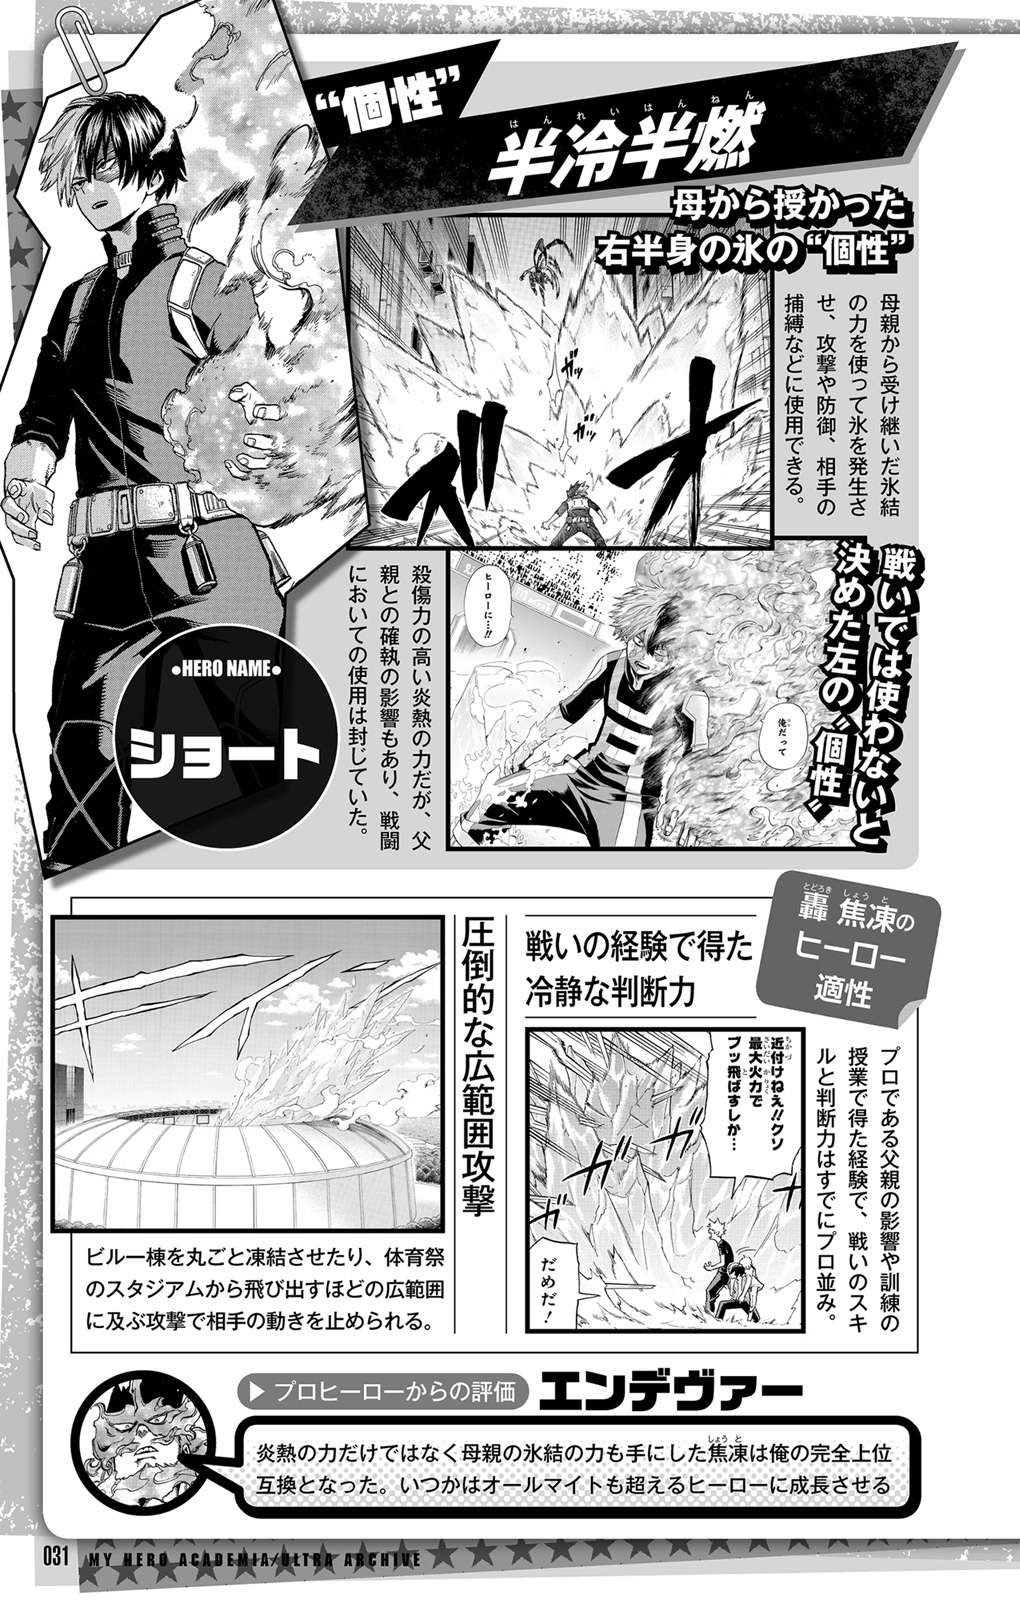 “個性”
はんれいはんねん
半冷半燃
母から授かった
右半身の氷の“個性”
母親から受け継いだ氷結
の力を使って氷を発生さ
せ、攻撃や防御、相手の
捕縛などに使用できる。
戦いでは使わないと
決めた左の“個性”
ヒーローに…!!
俺だって
殺傷力の高い炎熱の力だが、父
親との確執の影響もあり、戦闘
においての使用は封じていた。
•HERO NAME•
ショート
とどろき しょうと
轟 焦凍の
ヒーロー
適性
戦いの経験で得た
冷静な判断力
プロである父親の影響や訓練の
授業で得た経験で、戦いのスキ
ルと判断力はすでにプロ並み。
近付けねぇ!!クソ
最大火力で
ブッ飛ばすしか…
だめだ!
圧倒的な広範囲攻撃
ビル一棟を丸ごと凍結させたり、体育祭
のスタジアムから飛び出すほどの広範囲
に及ぶ攻撃で相手の動きを止められる。
▶プロヒーローからの評価
エンデヴァー
炎熱の力だけではなく母親の氷結の力も手にした焦凍は俺の完全上位
互換となった。いつかはオールマイトも超えるヒーローに成長させる
031
MY HERO ACADEMIA/ULTRA ARCHIVE